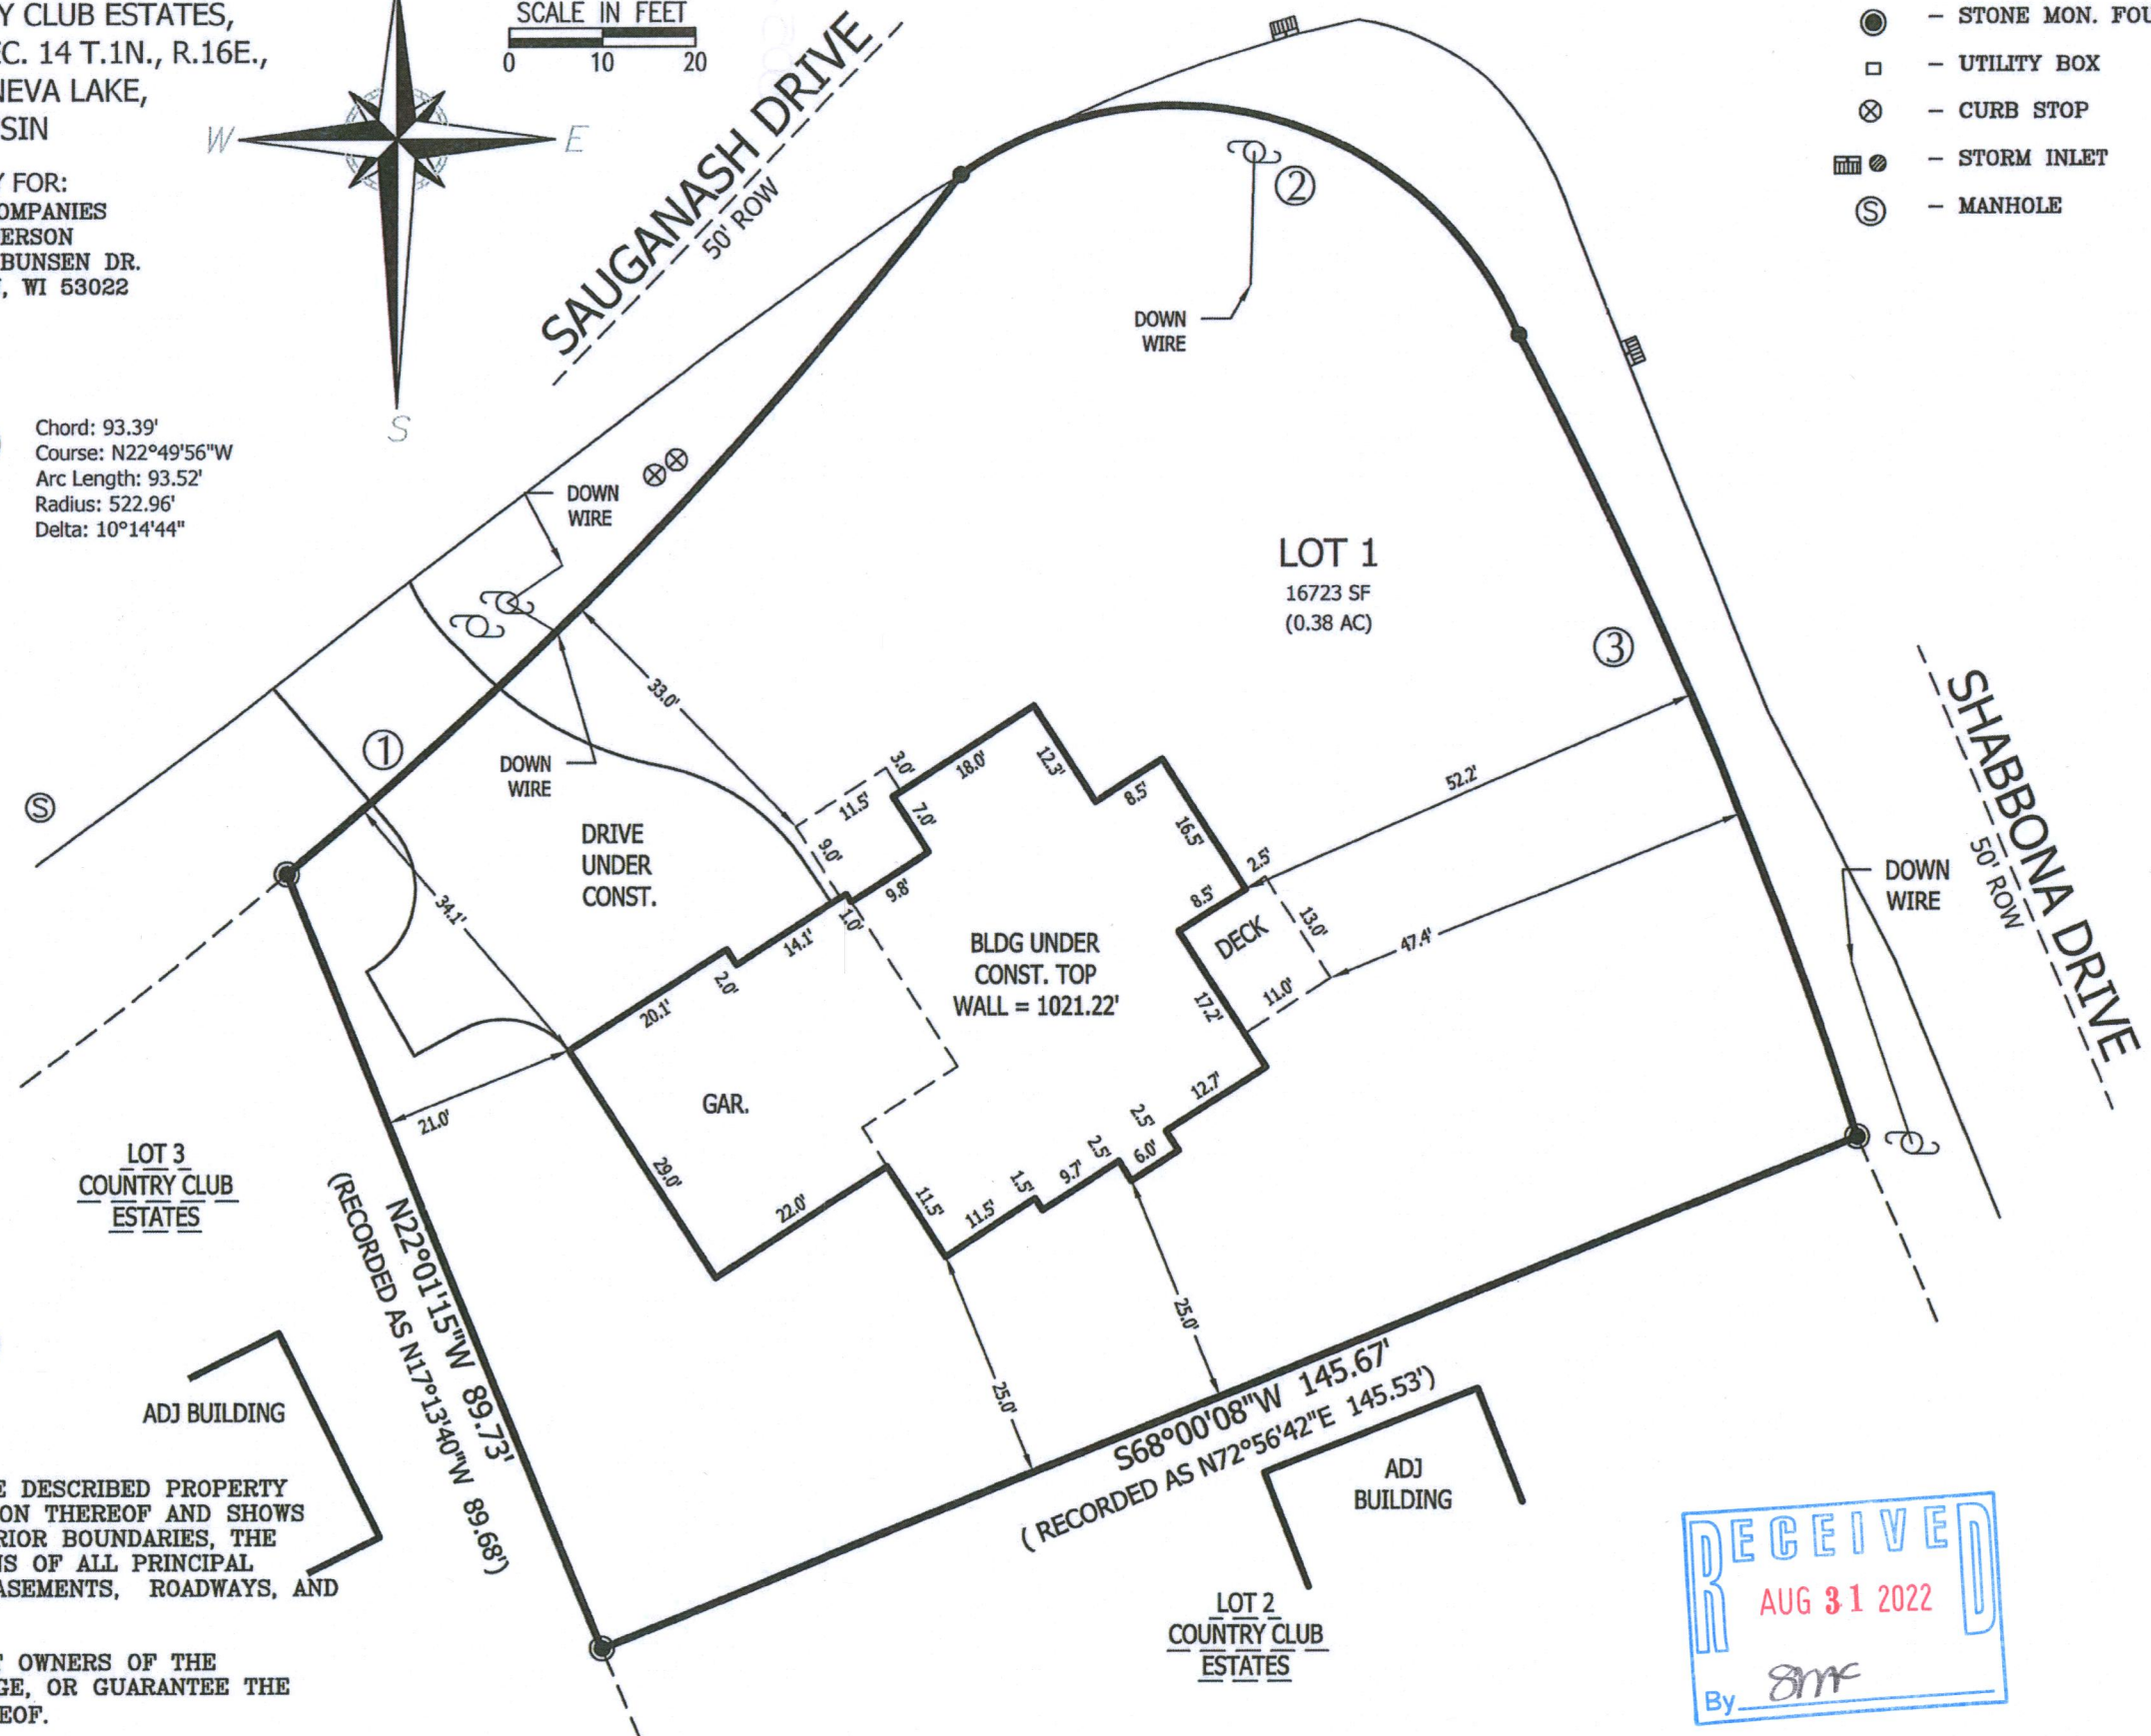 Y CLUB ESTATES,
C. 14 T.1N., R.16E.,
NEVA LAKE,
SIN
Y FOR:
OMPANIES
ERSON
BUNSEN DR.
, WI 53022
SCALE IN FEET
0 10 20
W
E
S
Chord: 93.39'
Course: N22°49'56"W
Arc Length: 93.52'
Radius: 522.96'
Delta: 10°14'44"
– STONE MON. FOU
– UTILITY BOX
– CURB STOP
– STORM INLET
S – MANHOLE
SAUGANASH DRIVE
50' ROW
2
DOWN
WIRE
DOWN
WIRE
LOT 1
16723 SF
(0.38 AC)
3
1
S
33.0'
DOWN
WIRE
DRIVE
UNDER
CONST.
34.1'
3.0'
18.0'
12.3'
11.5'
7.0'
8.5'
9.0'
16.5'
9.8'
1.0'
14.1'
2.0'
20.1'
2.5'
8.5'
DECK
13.0'
11.0'
17.2'
52.2'
47.4'
BLDG UNDER
CONST. TOP
WALL = 1021.22'
SHABBONA DRIVE
50' ROW
DOWN
WIRE
GAR.
21.0'
29.0'
22.0'
11.5'
11.5'
1.5'
9.7'
2.5'
6.0'
2.5'
12.7'
25.0'
25.0'
LOT 3
COUNTRY CLUB
ESTATES
N22°01'15"W 89.73'
(RECORDED AS N17°13'40"W 89.68')
S68°00'08"W 145.67'
( RECORDED AS N72°56'42"E 145.53')
ADJ BUILDING
ADJ
BUILDING
LOT 2
COUNTRY CLUB
ESTATES
E DESCRIBED PROPERTY
ON THEREOF AND SHOWS
RIOR BOUNDARIES, THE
NS OF ALL PRINCIPAL
ASEMENTS, ROADWAYS, AND
T OWNERS OF THE
GE, OR GUARANTEE THE
EOF.
RECEIVED
AUG 31 2022
By